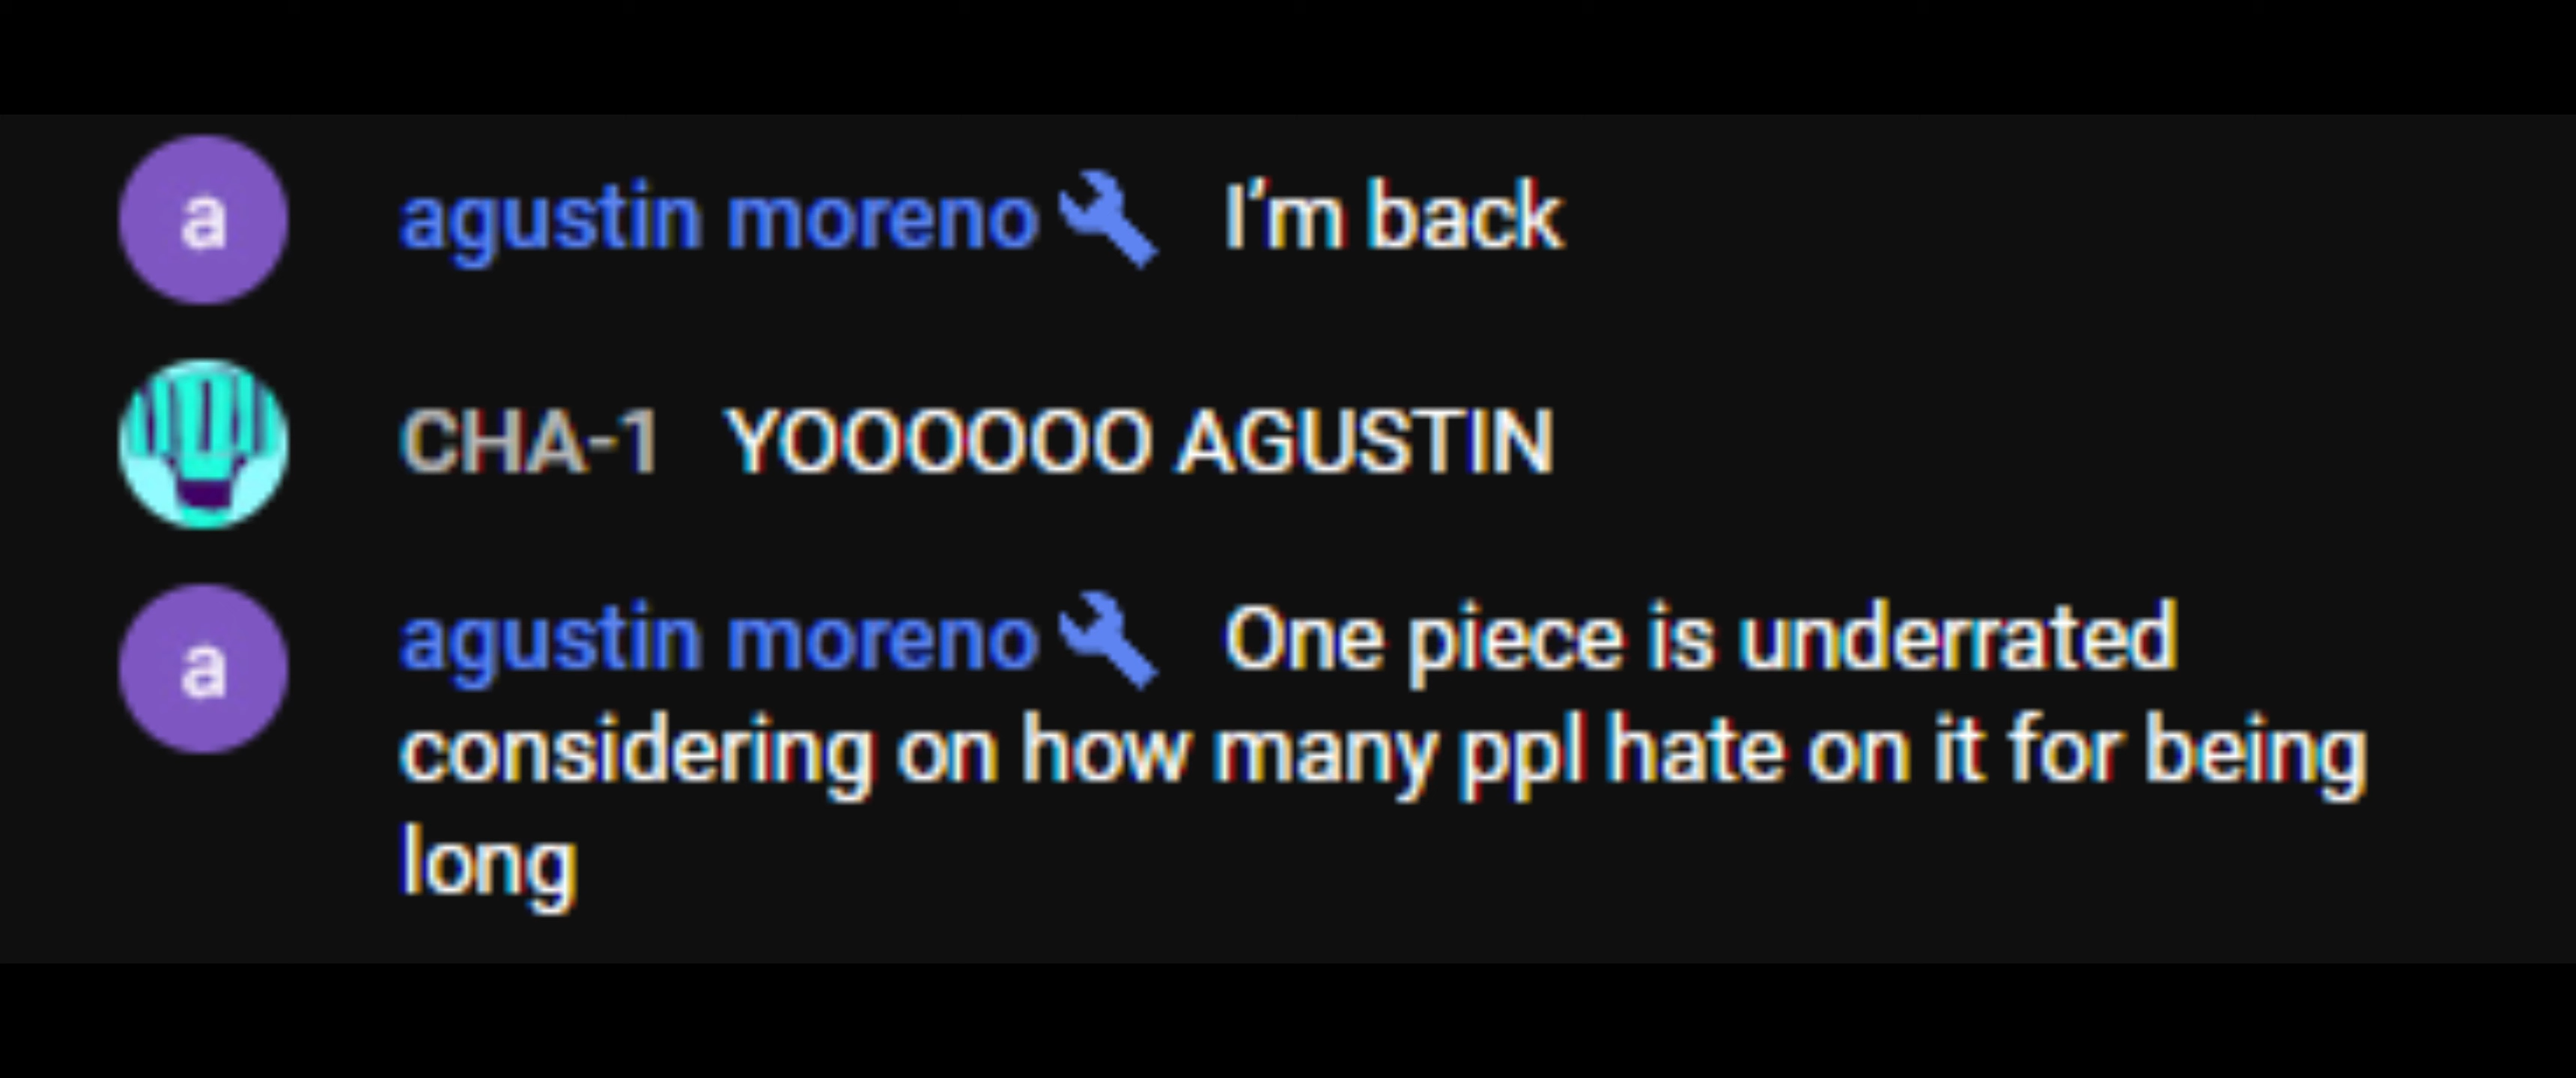 a
agustin moreno I'm back
CHA-1 YOOOOOO AGUSTIN
a
agustin moreno One piece is underrated
considering on how many ppl hate on it for being
long